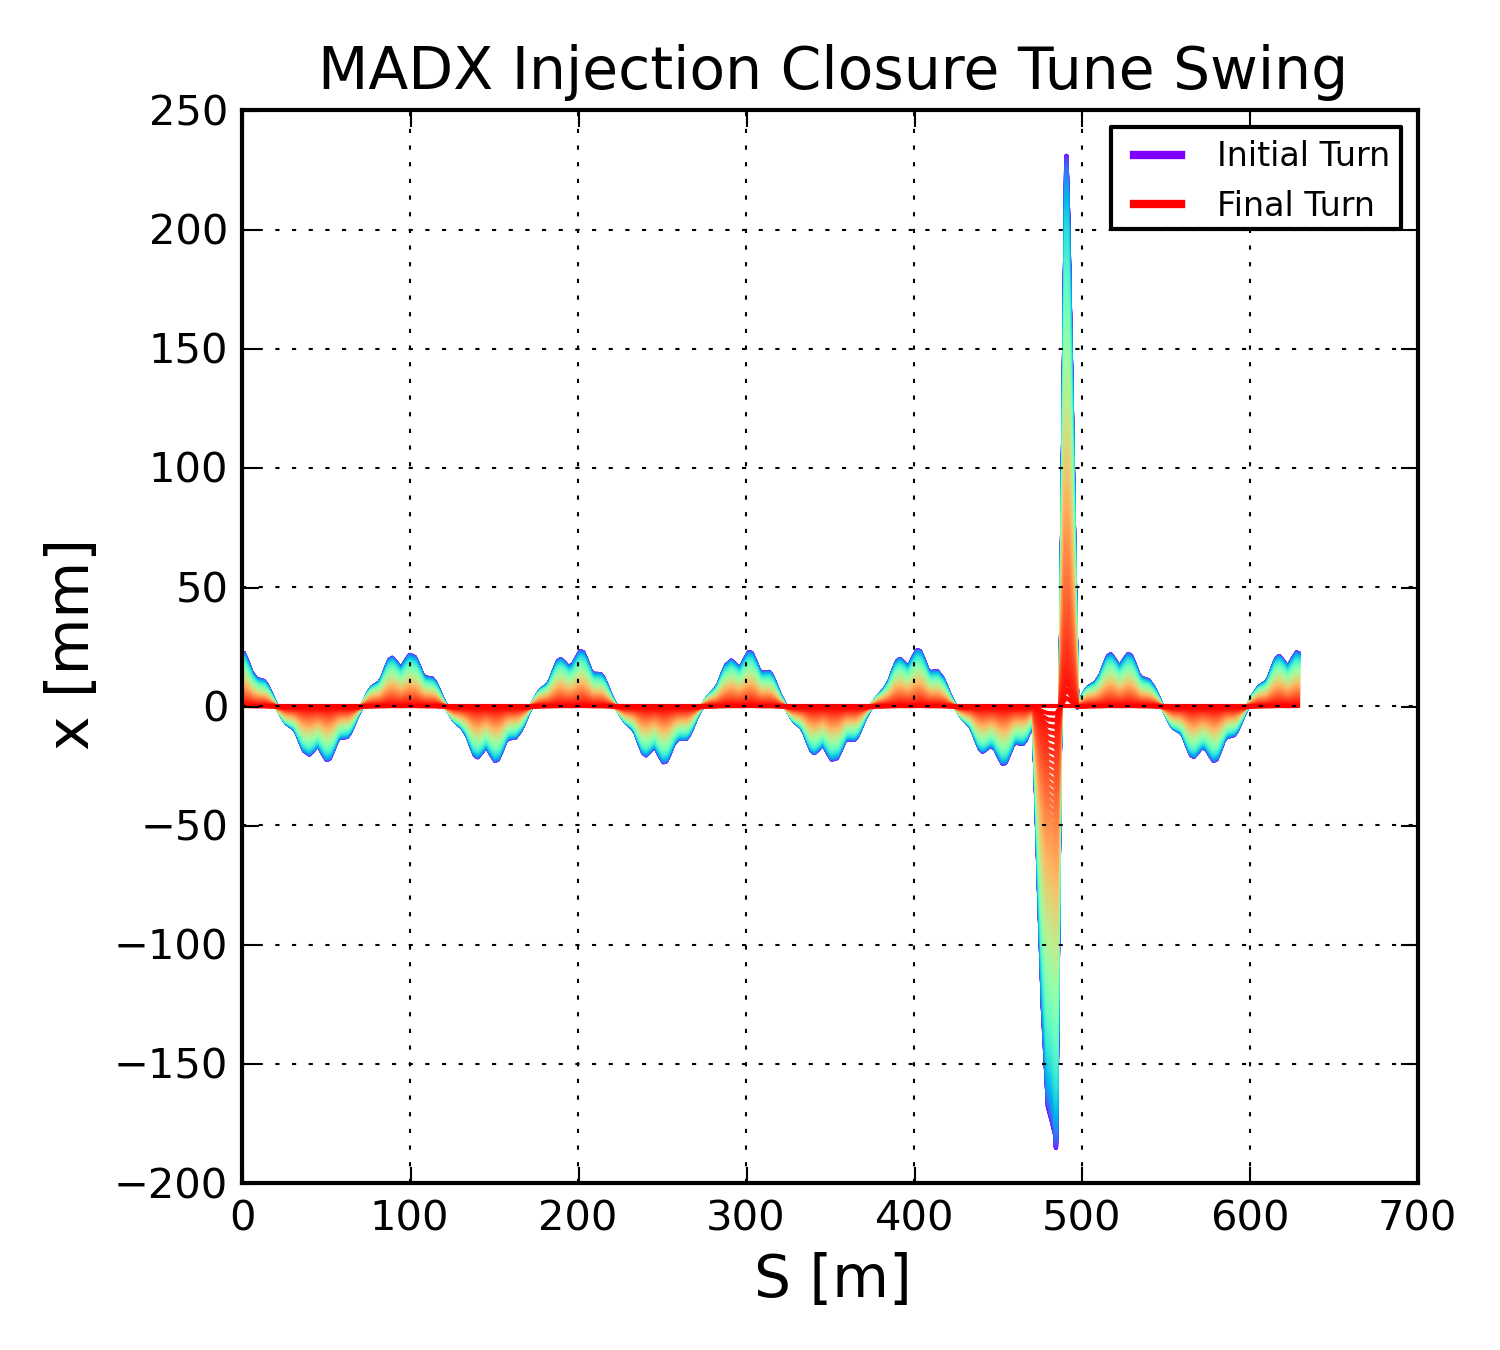 MADX Injection Closure Tune Swing
Initial Turn
Final Turn
250
200
150
100
50
0
−50
−100
−150
−200
x [mm]
0 100 200 300 400 500 600 700
S [m]